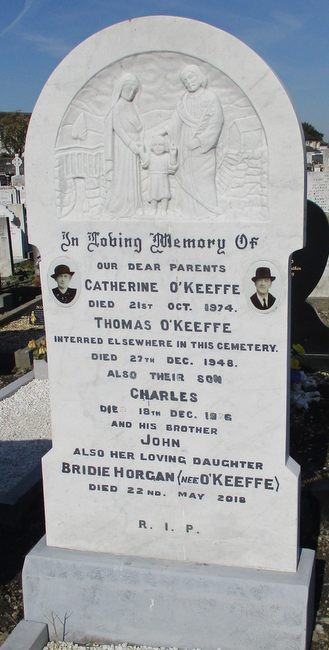 In Loving Memory Of
OUR DEAR PARENTS
CATHERINE O'KEEFFE
DIED 21ST OCT. 1974.
THOMAS O'KEEFFE
INTERRED ELSEWHERE IN THIS CEMETERY.
DIED 27TH DEC. 1948.
ALSO THEIR SON
CHARLES
18TH DEC.
AND HIS BROTHER
JOHN
ALSO HER LOVING DAUGHTER
BRIDIE HORGAN (NEE O'KEEFFE)
DIED 22ND. MAY 2018
R. I. P.